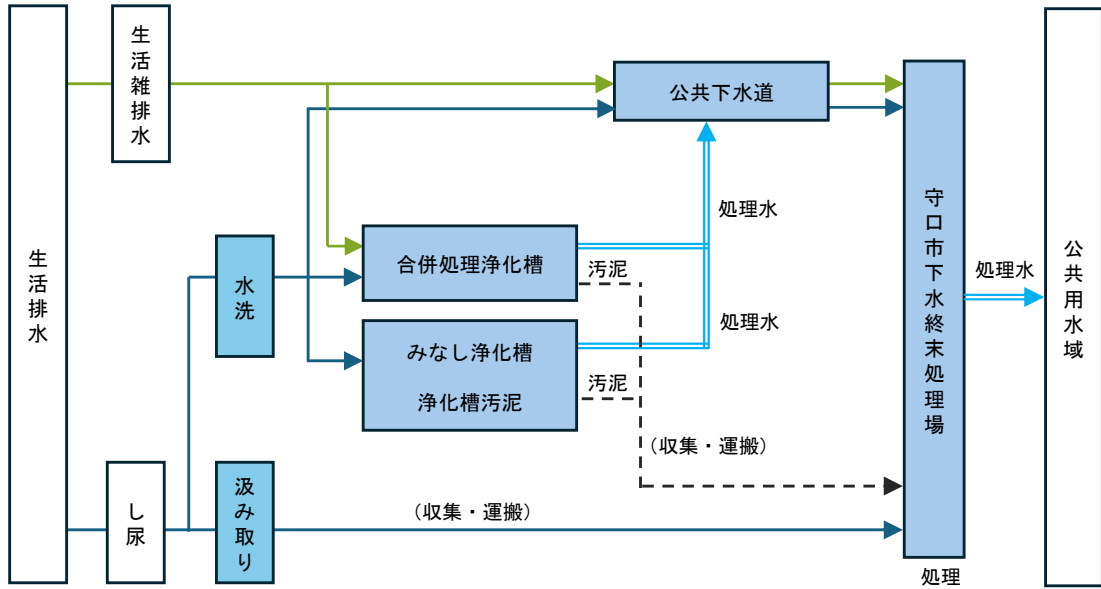 生活排水
生活雑排水
公共下水道
処理水
合併処理浄化槽
汚泥
水洗
処理水
みなし浄化槽
浄化槽汚泥
汚泥
(収集・運搬)
し尿
汲み取り
(収集・運搬)
守口市下水終末処理場
処理
処理水
公共用水域